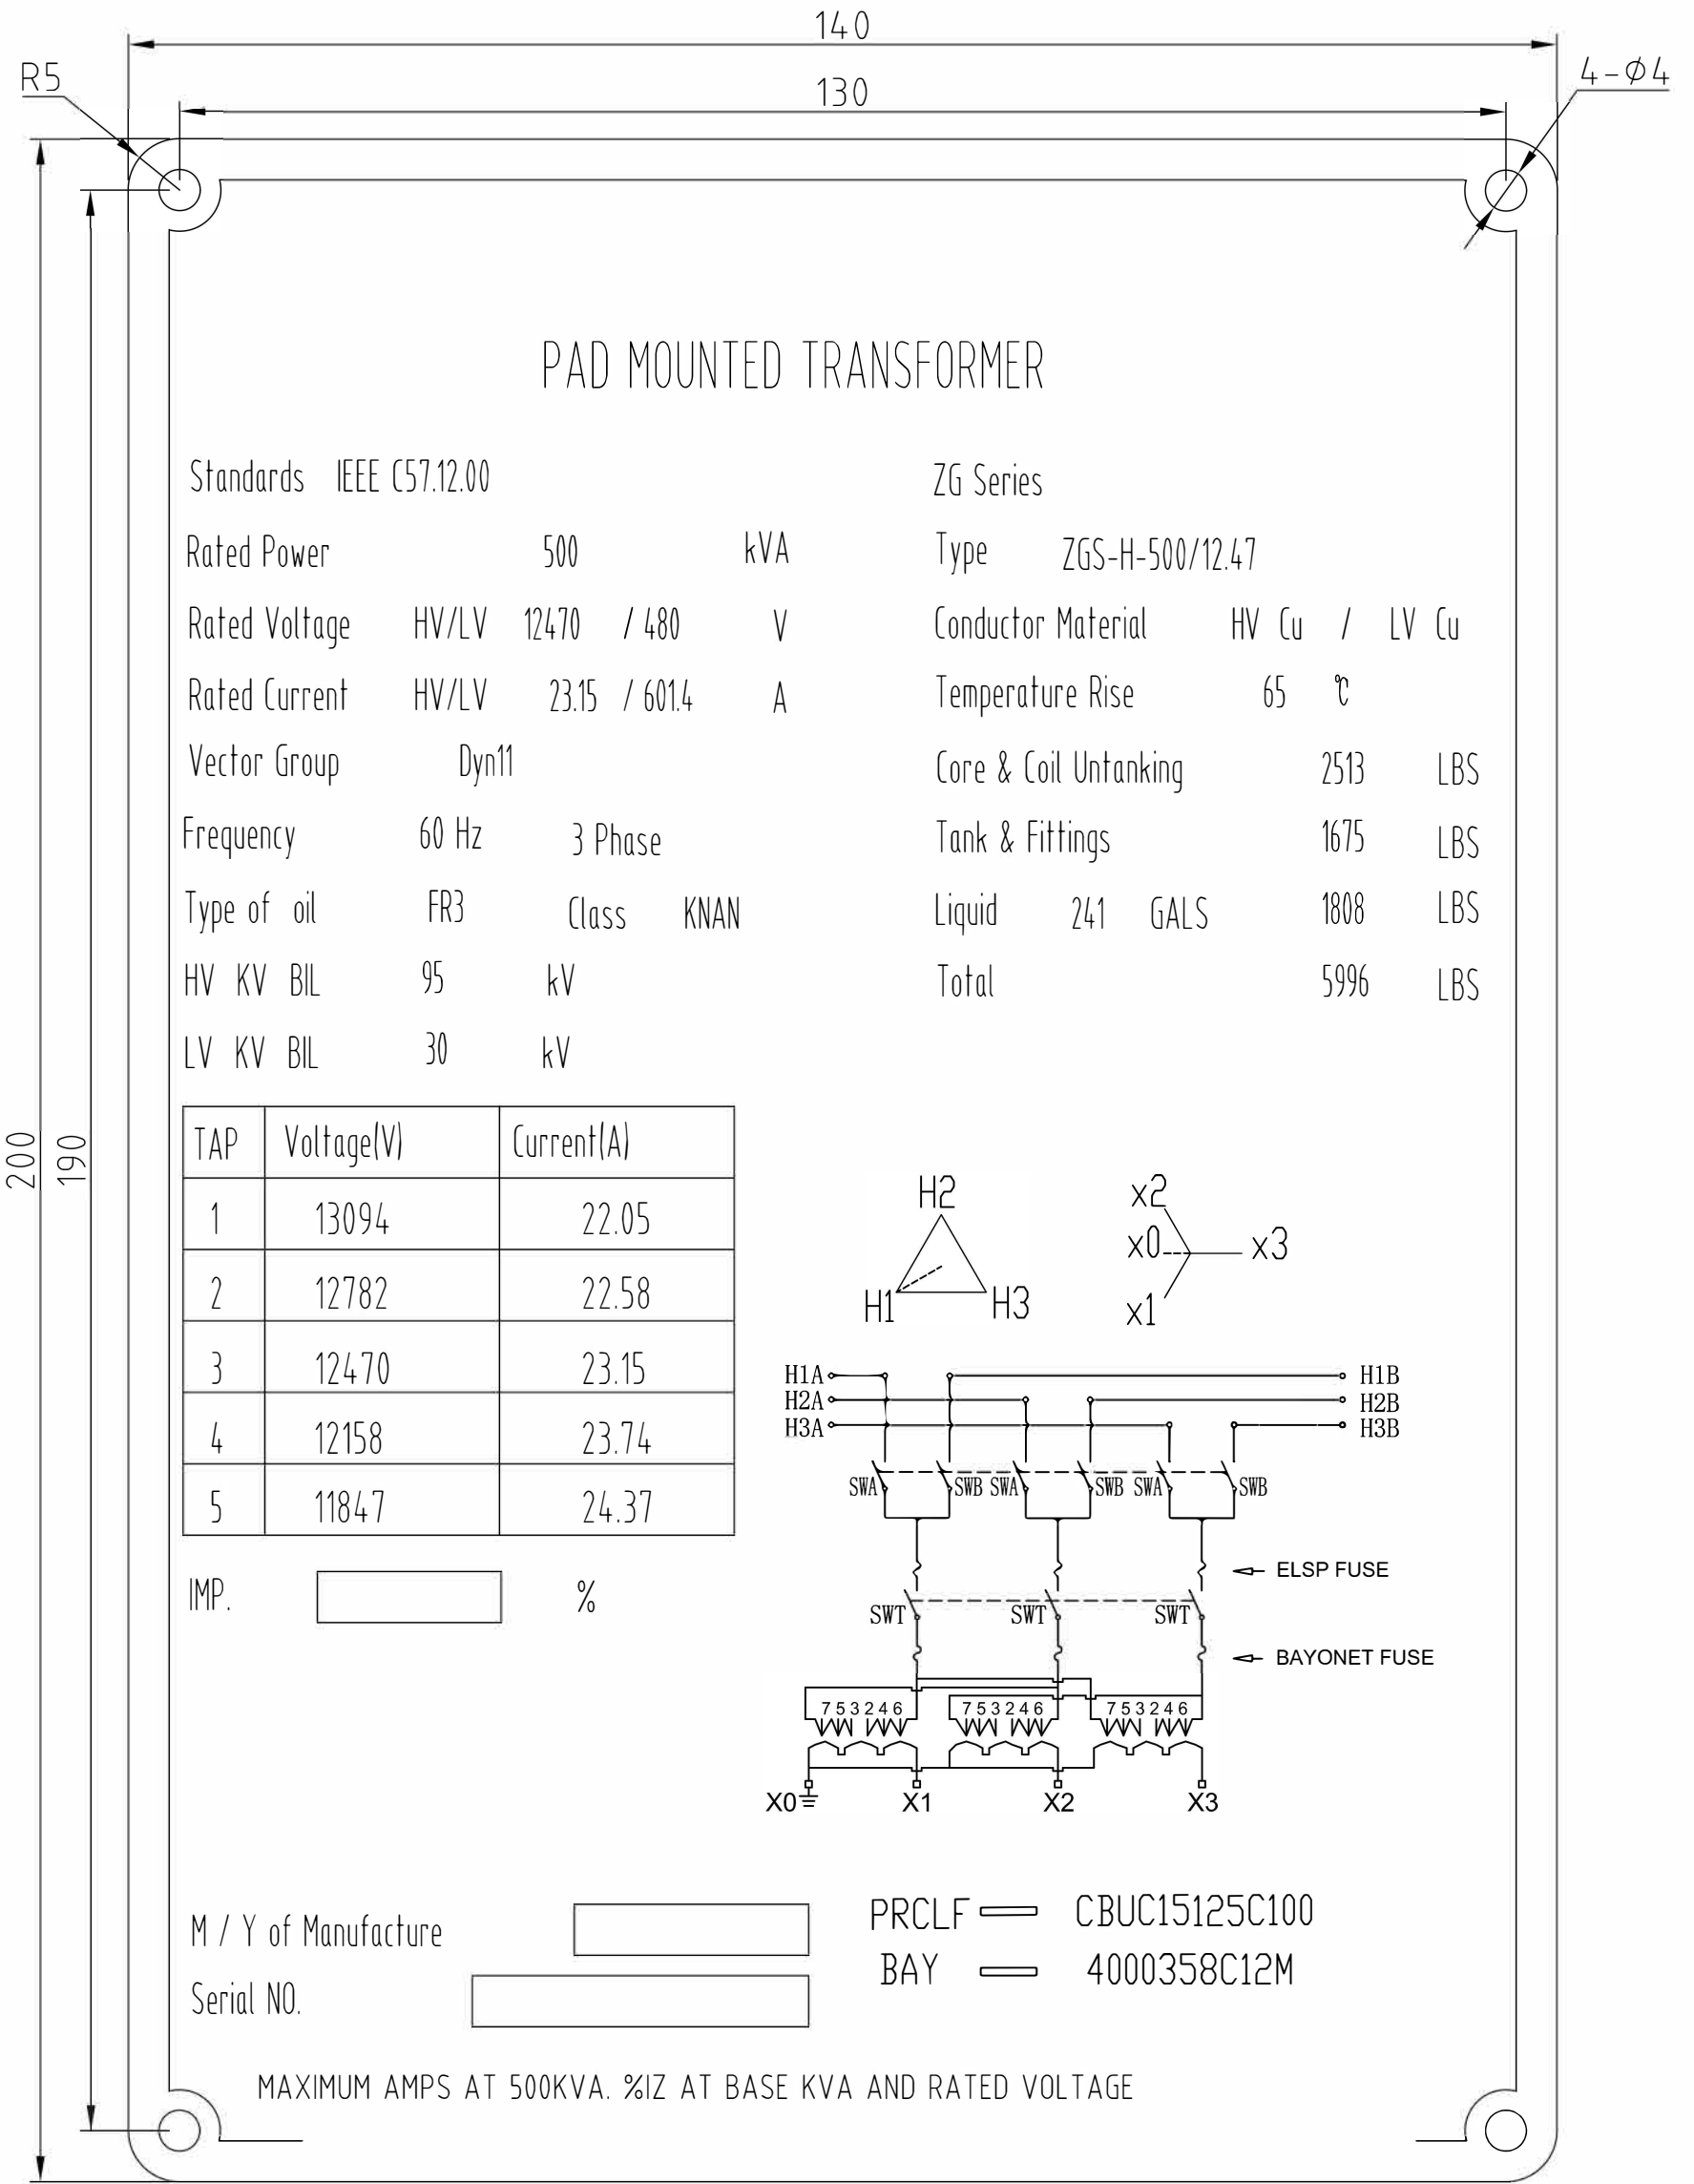 140
R5
4-Φ4
130
PAD MOUNTED TRANSFORMER
Standards IEEE C57.12.00
ZG Series
Rated Power 500 kVA
Type ZGS-H-500/12.47
Rated Voltage HV/LV 12470 / 480 V
Conductor Material HV Cu / LV Cu
Rated Current HV/LV 23.15 / 601.4 A
Temperature Rise 65 ℃
Vector Group Dyn11
Core & Coil Untanking 2513 LBS
Frequency 60 Hz 3 Phase
Tank & Fittings 1675 LBS
Type of oil FR3 Class KNAN
Liquid 241 GALS 1808 LBS
HV KV BIL 95 kV
Total 5996 LBS
LV KV BIL 30 kV
200
190
TAP Voltage(V) Current(A)
1 13094 22.05
2 12782 22.58
3 12470 23.15
4 12158 23.74
5 11847 24.37
IMP. %
H2
H1 H3
x2
x0 x3
x1
H1A H1B
H2A H2B
H3A H3B
SWA SWB SWA SWB SWA SWB
ELSP FUSE
SWT SWT SWT
BAYONET FUSE
7 5 3 2 4 6 7 5 3 2 4 6 7 5 3 2 4 6
X0 X1 X2 X3
M / Y of Manufacture
PRCLF CBUC15125C100
BAY 4000358C12M
Serial NO.
MAXIMUM AMPS AT 500KVA. %IZ AT BASE KVA AND RATED VOLTAGE